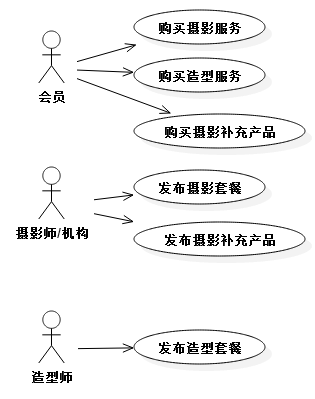 购买摄影服务
购买造型服务
会员
购买摄影补充产品
发布摄影套餐
摄影师/机构
发布摄影补充产品
发布造型套餐
造型师